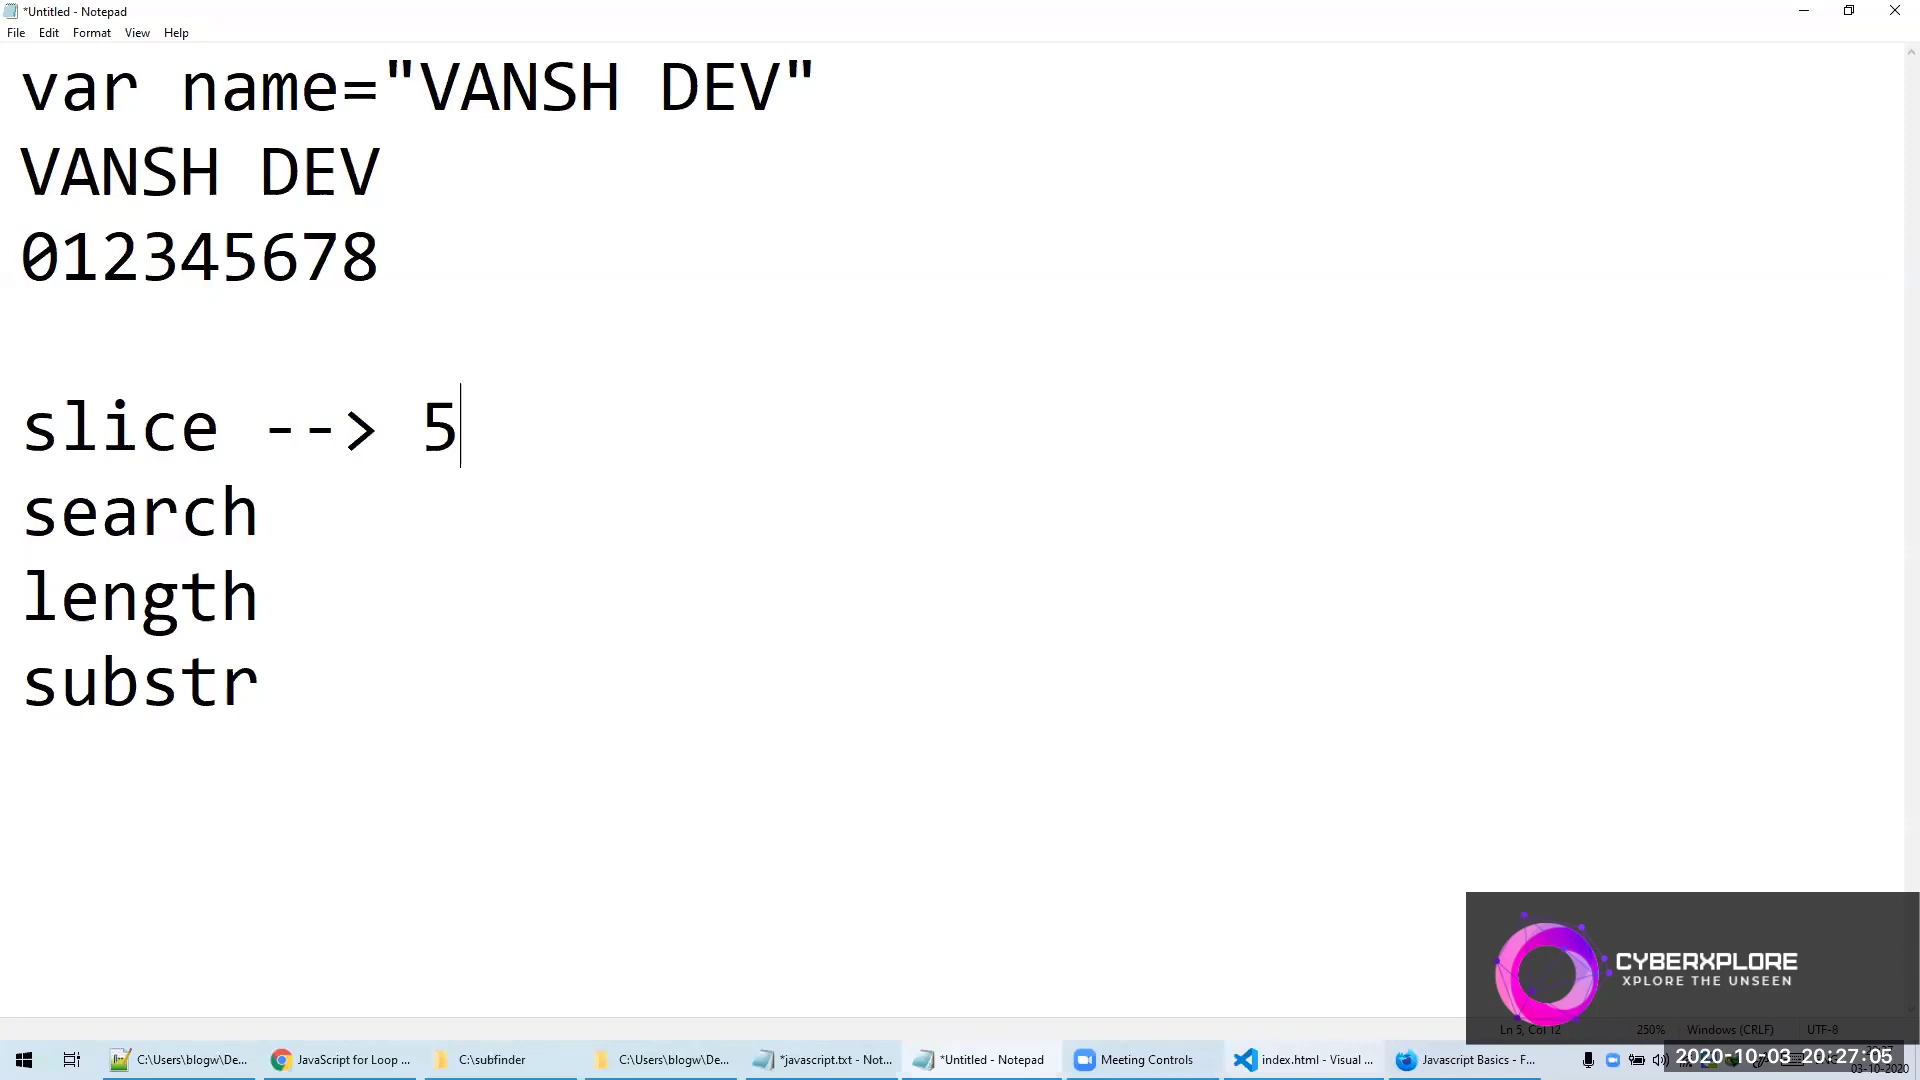 *Untitled - Notepad
File Edit Format View Help
var name="VANSH DEV"
VANSH DEV
012345678
slice --> 5
search
length
substr
CYBERXPLORE
XPLORE THE UNSEEN
Ln 5, Col 12 250% Windows (CRLF) UTF-8
C:\Users\blogw\De... JavaScript for Loop ... C:\subfinder C:\Users\blogw\De... *javascript.txt - Not... *Untitled - Notepad Meeting Controls index.html - Visual ... Javascript Basics - F...
2020-10-03 20:27:05
03-10-2020